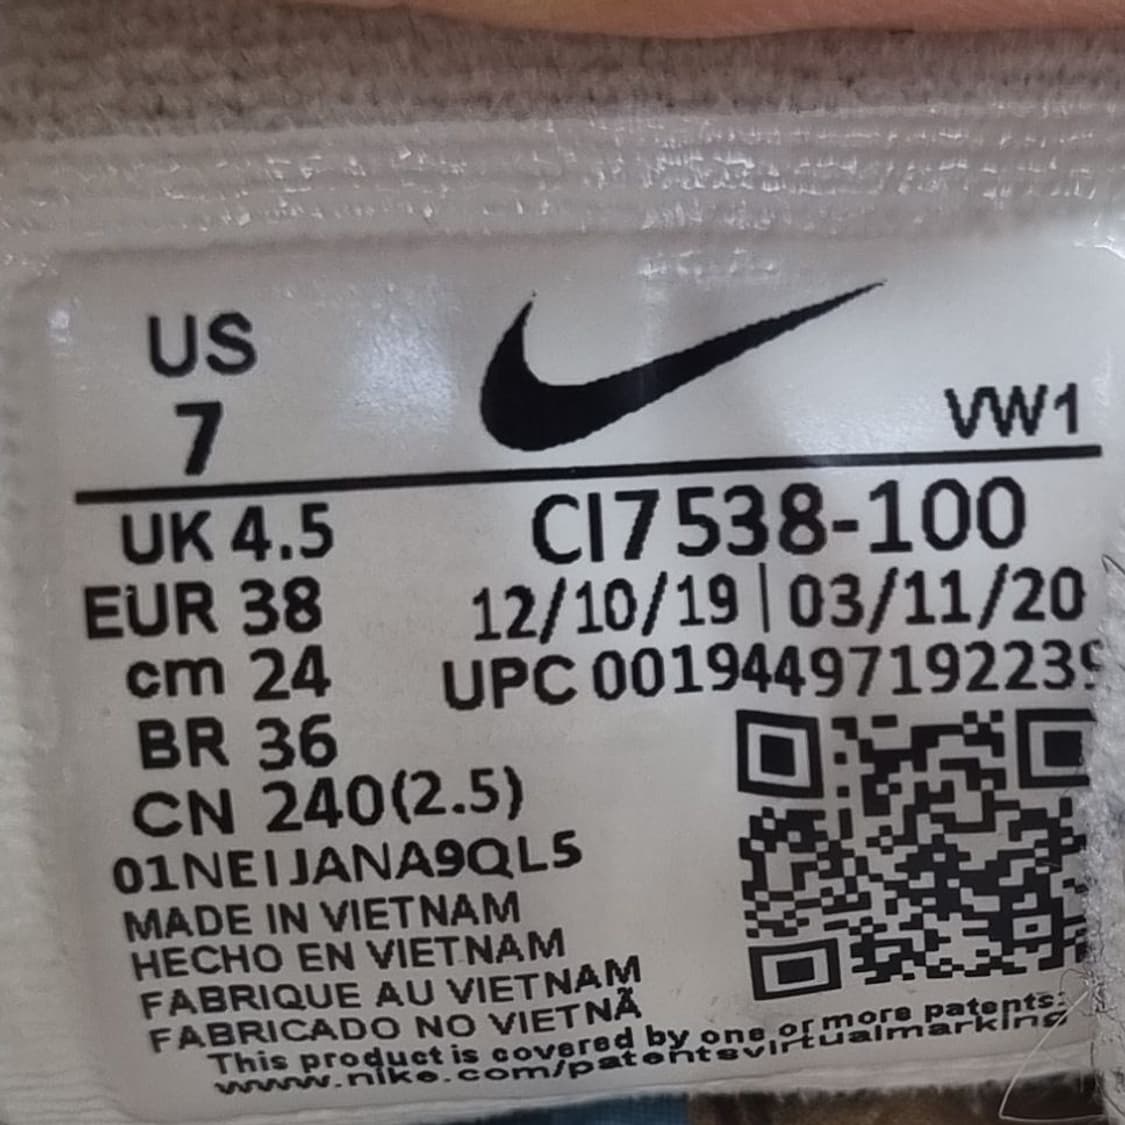 US
7
VW1
UK 4.5
CI7538-100
EUR 38
12/10/19 | 03/11/20
cm 24
UPC 00194497192239
BR 36
CN 240(2.5)
01NEIJANA9QL5
MADE IN VIETNAM
HECHO EN VIETNAM
FABRIQUE AU VIETNAM
FABRICADO NO VIETNÃ
This product is covered by one or more patents:
www.nike.com/patentsvirtualmarking